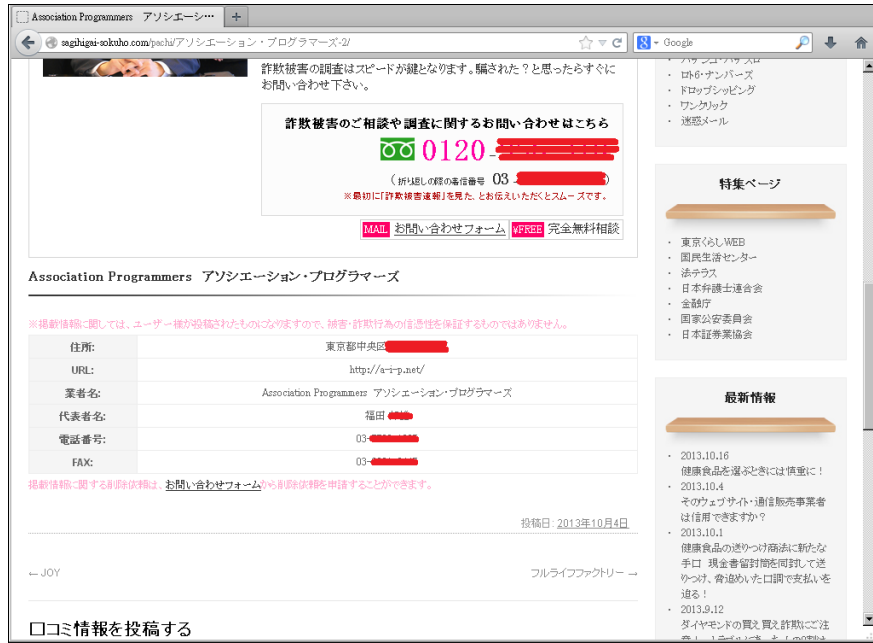 Association Programmers アソシエーシ…
sagihigai-sokuho.com/pachi/アソシエーション・プログラマーズ-2/
Google
詐欺被害の調査はスピードが鍵となります。騙された？と思ったらすぐに
お問い合わせ下さい。
詐欺被害のご相談や調査に関するお問い合わせはこちら
0120-
(折り返しの際の着信番号 03- )
※最初に「詐欺被害速報」を見た、とお伝えいただくとスムーズです。
MAIL お問い合わせフォーム ¥FREE 完全無料相談
Association Programmers アソシエーション・プログラマーズ
※掲載情報に関しては、ユーザー様が投稿されたものになりますので、被害・詐欺行為の信憑性を保証するものではありません。
住所: 東京都中央区
URL: http://a-i-p.net/
業者名: Association Programmers アソシエーション・プログラマーズ
代表者名: 福田
電話番号: 03-
FAX: 03-
掲載情報に関する削除依頼は、お問い合わせフォームから削除依頼を申請することができます。
投稿日: 2013年10月4日
← JOY
フルライフファクトリー →
口コミ情報を投稿する
・ パチンコ・パチスロ
・ ロト6・ナンバーズ
・ ドロップシッピング
・ ワンクリック
・ 迷惑メール
特集ページ
・ 東京くらしWEB
・ 国民生活センター
・ 法テラス
・ 日本弁護士連合会
・ 金融庁
・ 国家公安委員会
・ 日本証券業協会
最新情報
・ 2013.10.16
健康食品を選ぶときには慎重に！
・ 2013.10.4
そのウェブサイト・通信販売事業者
は信用できますか？
・ 2013.10.1
健康食品の送りつけ商法に新たな
手口 現金書留封筒を同封して送
りつけ、脅迫めいた口調で支払いを
迫る！
・ 2013.9.12
ダイヤモンドの買え買え詐欺にご注